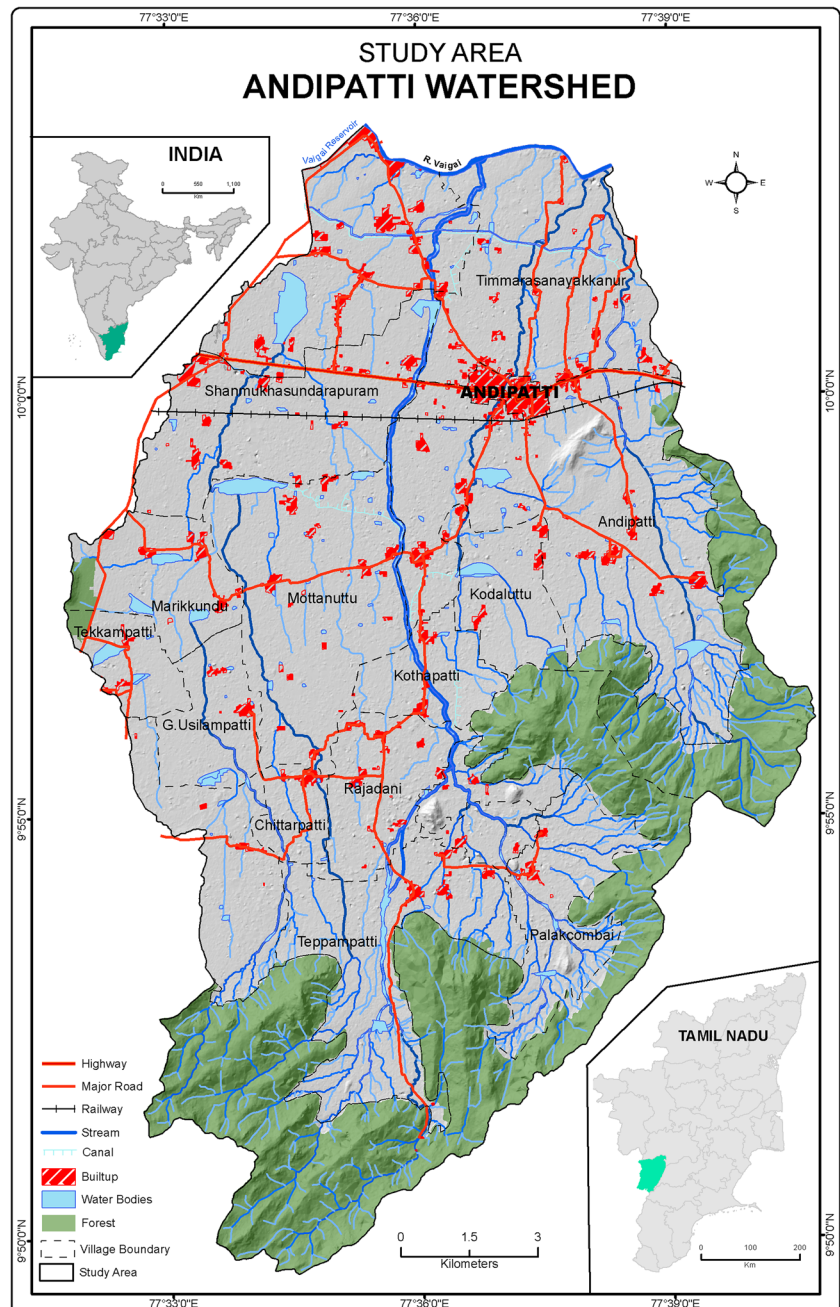 77°33'0"E
77°36'0"E
77°39'0"E
STUDY AREA
ANDIPATTI WATERSHED
INDIA
0 550 1,100
Km
Vaigai Reservoir
R. Vaigai
N
W E
S
Timmarasanayakkanur
10°0'0"N
10°0'0"N
Shanmukhasundarapuram
ANDIPATTI
Andipatti
Marikkundu
Mottanuttu
Kodaluttu
Tekkampatti
Kothapatti
G.Usilampatti
Rajadani
9°55'0"N
9°55'0"N
Chittarpatti
Teppampatti
Palakcombai
TAMIL NADU
0 100 200
Km
Highway
Major Road
Railway
Stream
Canal
Builtup
Water Bodies
Forest
Village Boundary
Study Area
0 1.5 3
Kilometers
9°50'0"N
9°50'0"N
77°33'0"E
77°36'0"E
77°39'0"E